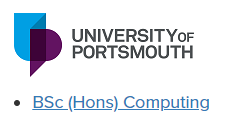 UNIVERSITY OF
PORTSMOUTH
BSc (Hons) Computing